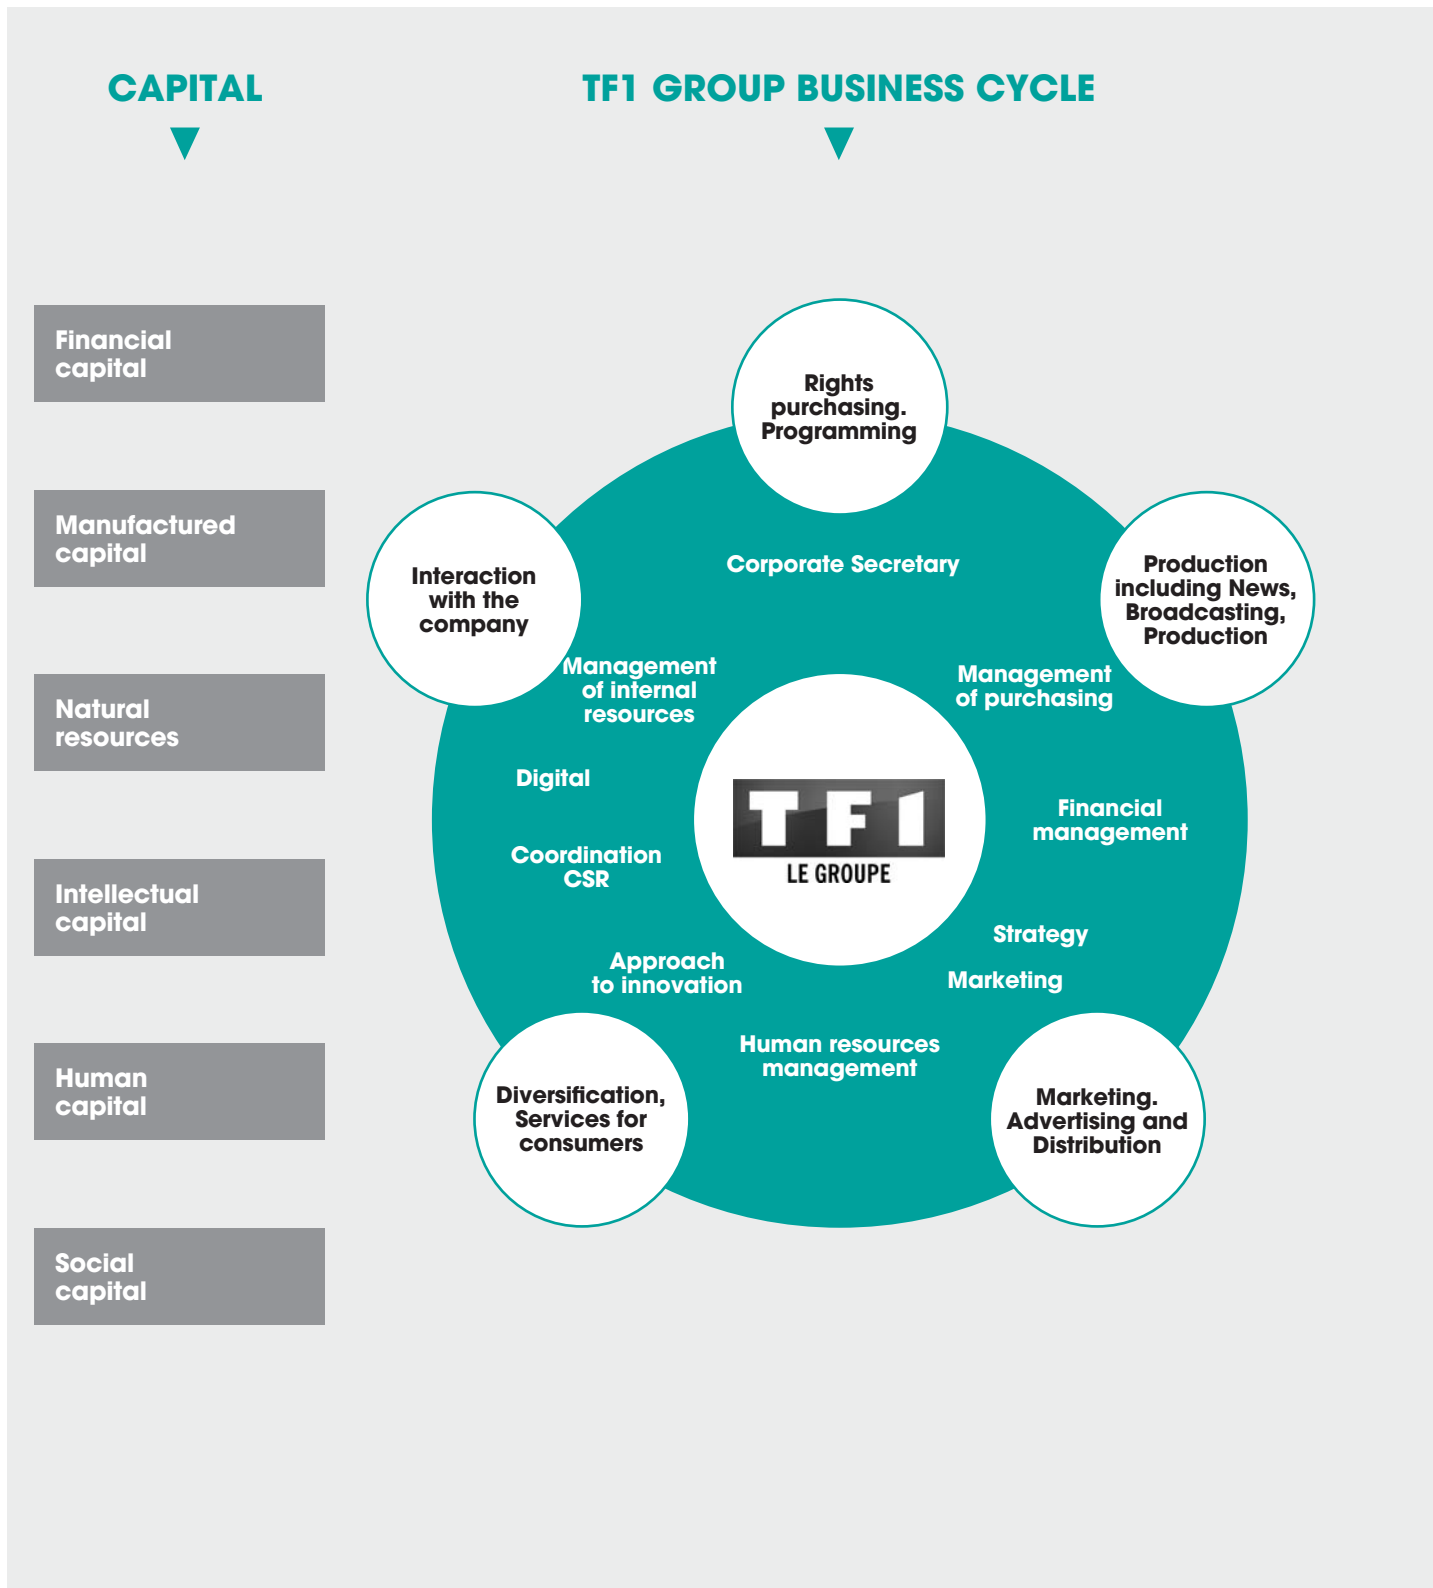 CAPITAL
TF1 GROUP BUSINESS CYCLE
Financial
capital
Manufactured
capital
Natural
resources
Intellectual
capital
Human
capital
Social
capital
Rights
purchasing.
Programming
Interaction
with the
company
Production
including News,
Broadcasting,
Production
Corporate Secretary
Management
of internal
resources
Management
of purchasing
Digital
Financial
management
Coordination
CSR
TF1
LE GROUPE
Strategy
Approach
to innovation
Marketing
Human resources
management
Diversification,
Services for
consumers
Marketing.
Advertising and
Distribution